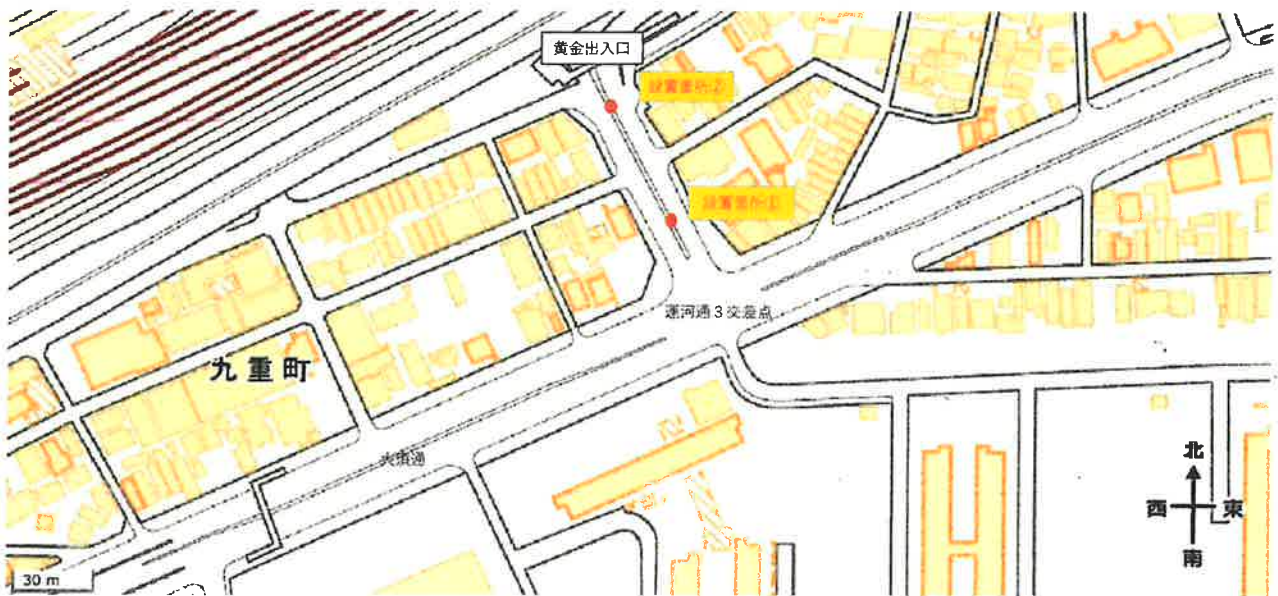 黄金出入口
設置箇所②
設置箇所①
運河通3交差点
九重町
大須通
北
西 東
南
30 m